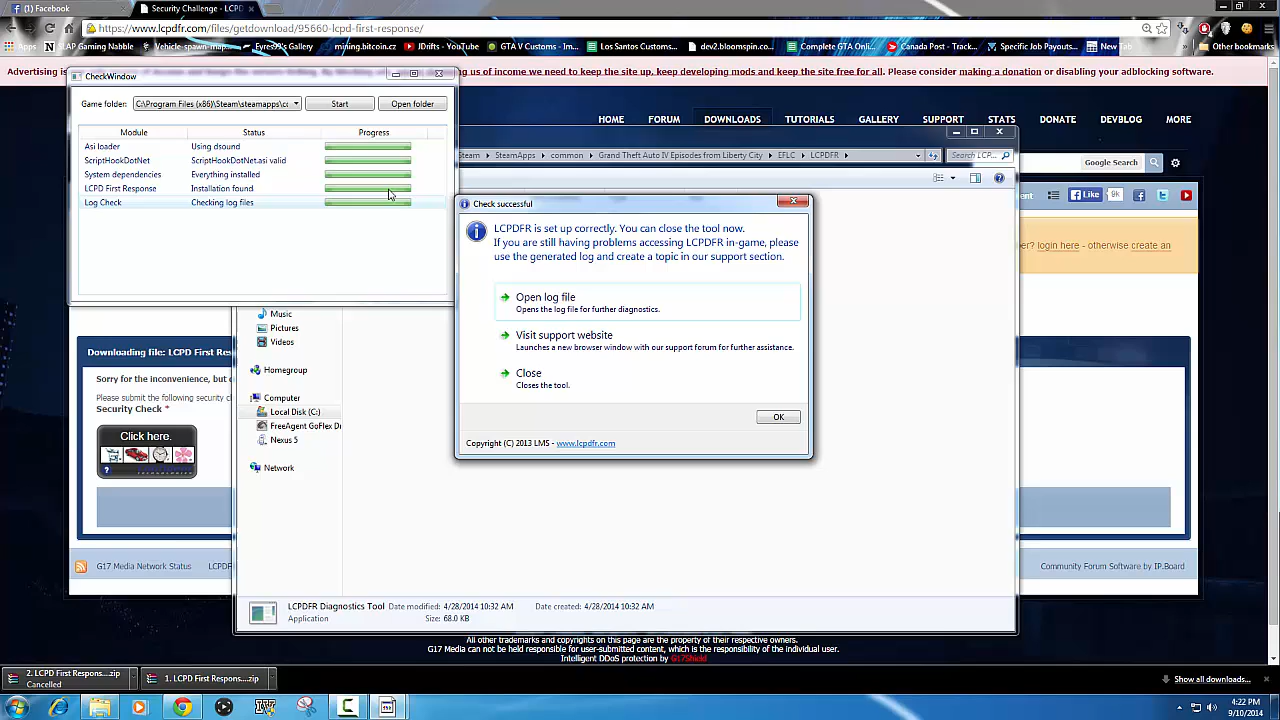 Facebook
Security Challenge - LCPD
https://www.lcpdfr.com/files/getdownload/95660-lcpd-first-response/
Apps
SLAP Gaming Nabble
Vehicle-spawn-map
Eyres99's Gallery
mining.bitcoin.cz
JDrifts - YouTube
GTA V Customs - Im
Los Santos Customs
dev2.bloomspin.co
Complete GTA Onli
Canada Post - Track
Specific Job Payouts
New Tab
Other bookmarks
Advertising
us of income we need to keep the site up, keep developing mods and keep the site free for all. Please consider making a donation or disabling your adblocking software.
CheckWindow
Game folder:
C:\Program Files (x86)\Steam\steamapps\cc
Start
Open folder
HOME
FORUM
DOWNLOADS
TUTORIALS
GALLERY
SUPPORT
STATS
DONATE
DEVBLOG
MORE
Module
Status
Progress
Asi loader
Using dsound
ScriptHookDotNet
ScriptHookDotNet.asi valid
System dependencies
Everything installed
LCPD First Response
Installation found
Log Check
Checking log files
Steam
SteamApps
common
Grand Theft Auto IV Episodes from Liberty City
EFLC
LCPDFR
Search LCP...
Google Search
Like
9k
? login here - otherwise create an
Check successful
LCPDFR is set up correctly. You can close the tool now.
If you are still having problems accessing LCPDFR in-game, please
use the generated log and create a topic in our support section.
Open log file
Opens the log file for further diagnostics.
Visit support website
Launches a new browser window with our support forum for further assistance.
Close
Closes the tool.
OK
Copyright (C) 2013 LMS - www.lcpdfr.com
Music
Pictures
Videos
Homegroup
Computer
Local Disk (C:)
FreeAgent GoFlex Dr
Nexus 5
Network
Downloading file: LCPD First Res
Sorry for the inconvenience, but
Please submit the following security ch
Security Check *
Click here.
G17 Media Network Status
LCPDF
Community Forum Software by IP.Board
LCPDFR Diagnostics Tool
Date modified: 4/28/2014 10:32 AM
Date created: 4/28/2014 10:32 AM
Application
Size: 68.0 KB
All other trademarks and copyrights on this page are the property of their respective owners.
G17 Media can not be held responsible for user-submitted content, which is the responsibility of the individual user.
Intelligent DDoS protection by G17Shield
2. LCPD First Respon....zip
Cancelled
1. LCPD First Respons....zip
Show all downloads...
4:22 PM
9/10/2014